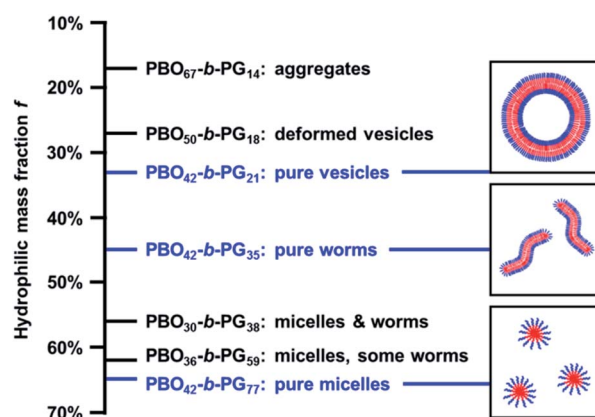 Hydrophilic mass fraction f
10%
PBO₆₇-b-PG₁₄: aggregates
20%
PBO₅₀-b-PG₁₈: deformed vesicles
30%
PBO₄₂-b-PG₂₁: pure vesicles
40%
PBO₄₂-b-PG₃₅: pure worms
50%
PBO₃₀-b-PG₃₈: micelles & worms
60%
PBO₃₆-b-PG₅₉: micelles, some worms
PBO₄₂-b-PG₇₇: pure micelles
70%